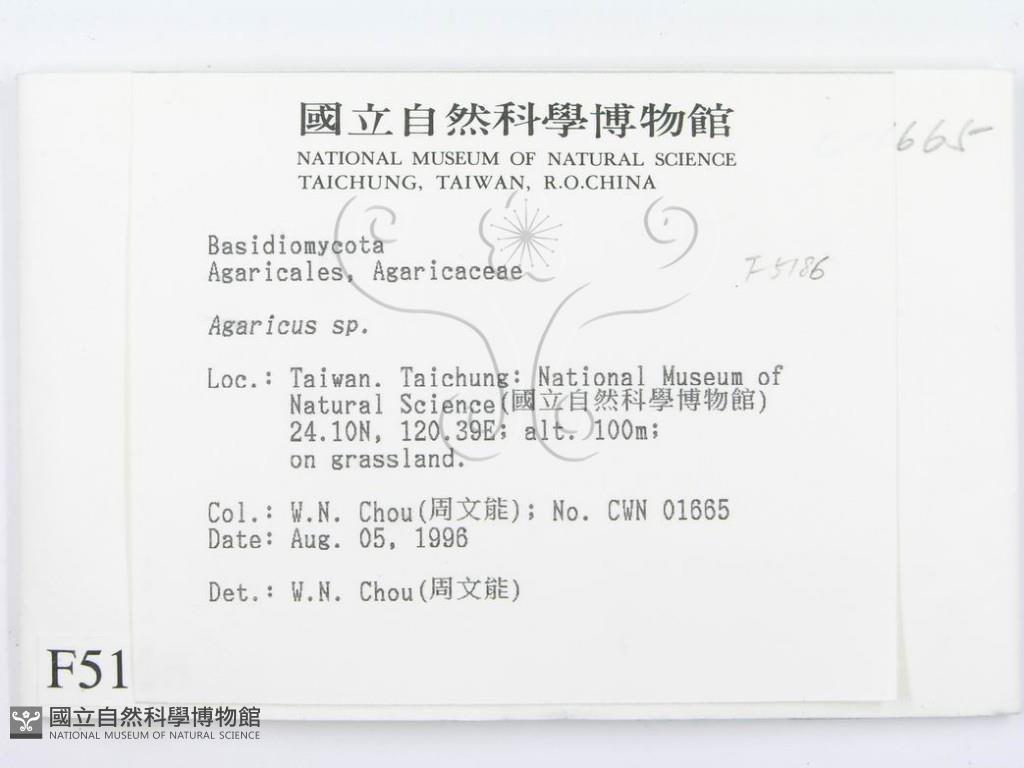 國立自然科學博物館
NATIONAL MUSEUM OF NATURAL SCIENCE
TAICHUNG, TAIWAN, R.O.CHINA
665
Basidiomycota
Agaricales, Agaricaceae
F5186
Agaricus sp.
Loc.: Taiwan. Taichung: National Museum of
Natural Science(國立自然科學博物館)
24.10N, 120.39E; alt. 100m;
on grassland.
Col.: W.N. Chou(周文能); No. CWN 01665
Date: Aug. 05, 1996
Det.: W.N. Chou(周文能)
F51
國立自然科學博物館
NATIONAL MUSEUM OF NATURAL SCIENCE